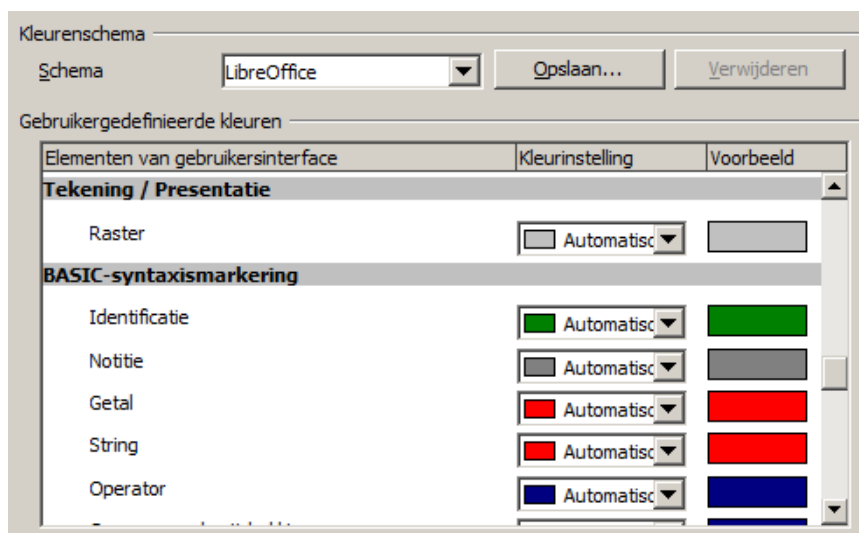 Kleurenschema
Schema LibreOffice Opslaan... Verwijderen
Gebruikergedefinieerde kleuren
Elementen van gebruikersinterface Kleurinstelling Voorbeeld
Tekening / Presentatie
Raster Automatisc
BASIC-syntaxismarkering
Identificatie Automatisc
Notitie Automatisc
Getal Automatisc
String Automatisc
Operator Automatisc